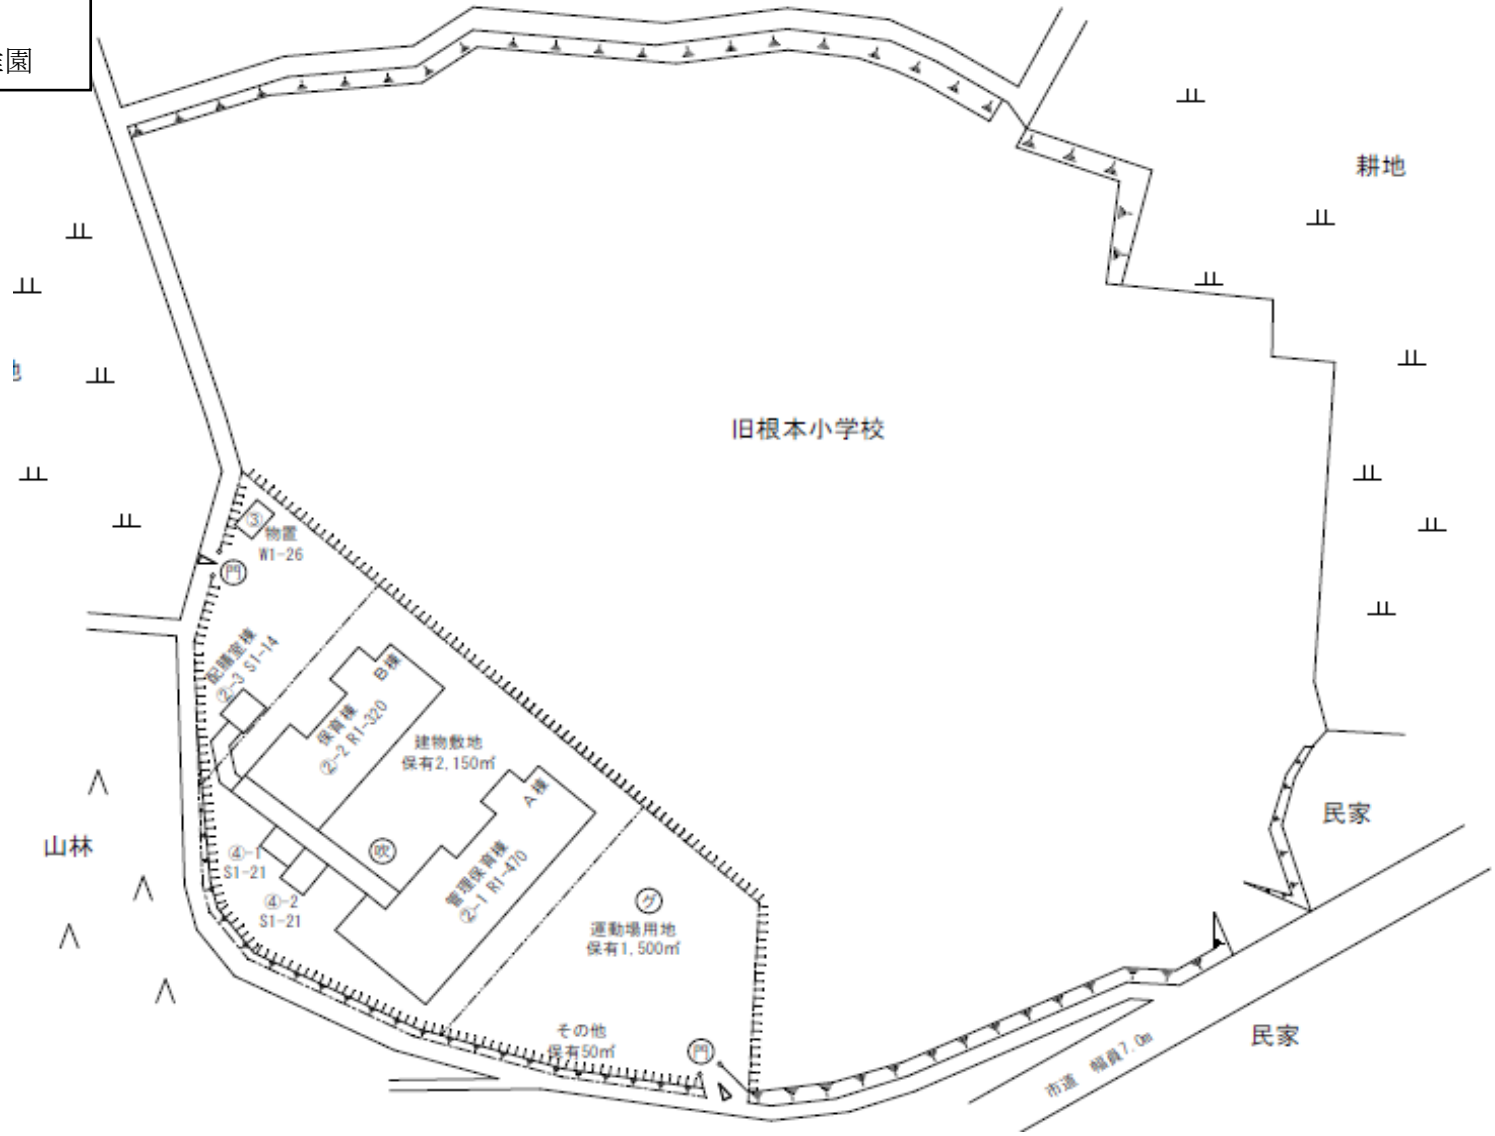 園
耕地
旧根本小学校
③
物置
W1-26
門
配膳室棟
②-3 S1-14
B棟
保育棟
②-2 R1-320
建物敷地
保有2,150㎡
A棟
管理保育棟
②-1 R1-470
吹
④-1
S1-21
④-2
S1-21
山林
グ
運動場用地
保有1,500㎡
その他
保有50㎡
門
民家
民家
市道 幅員7.0m